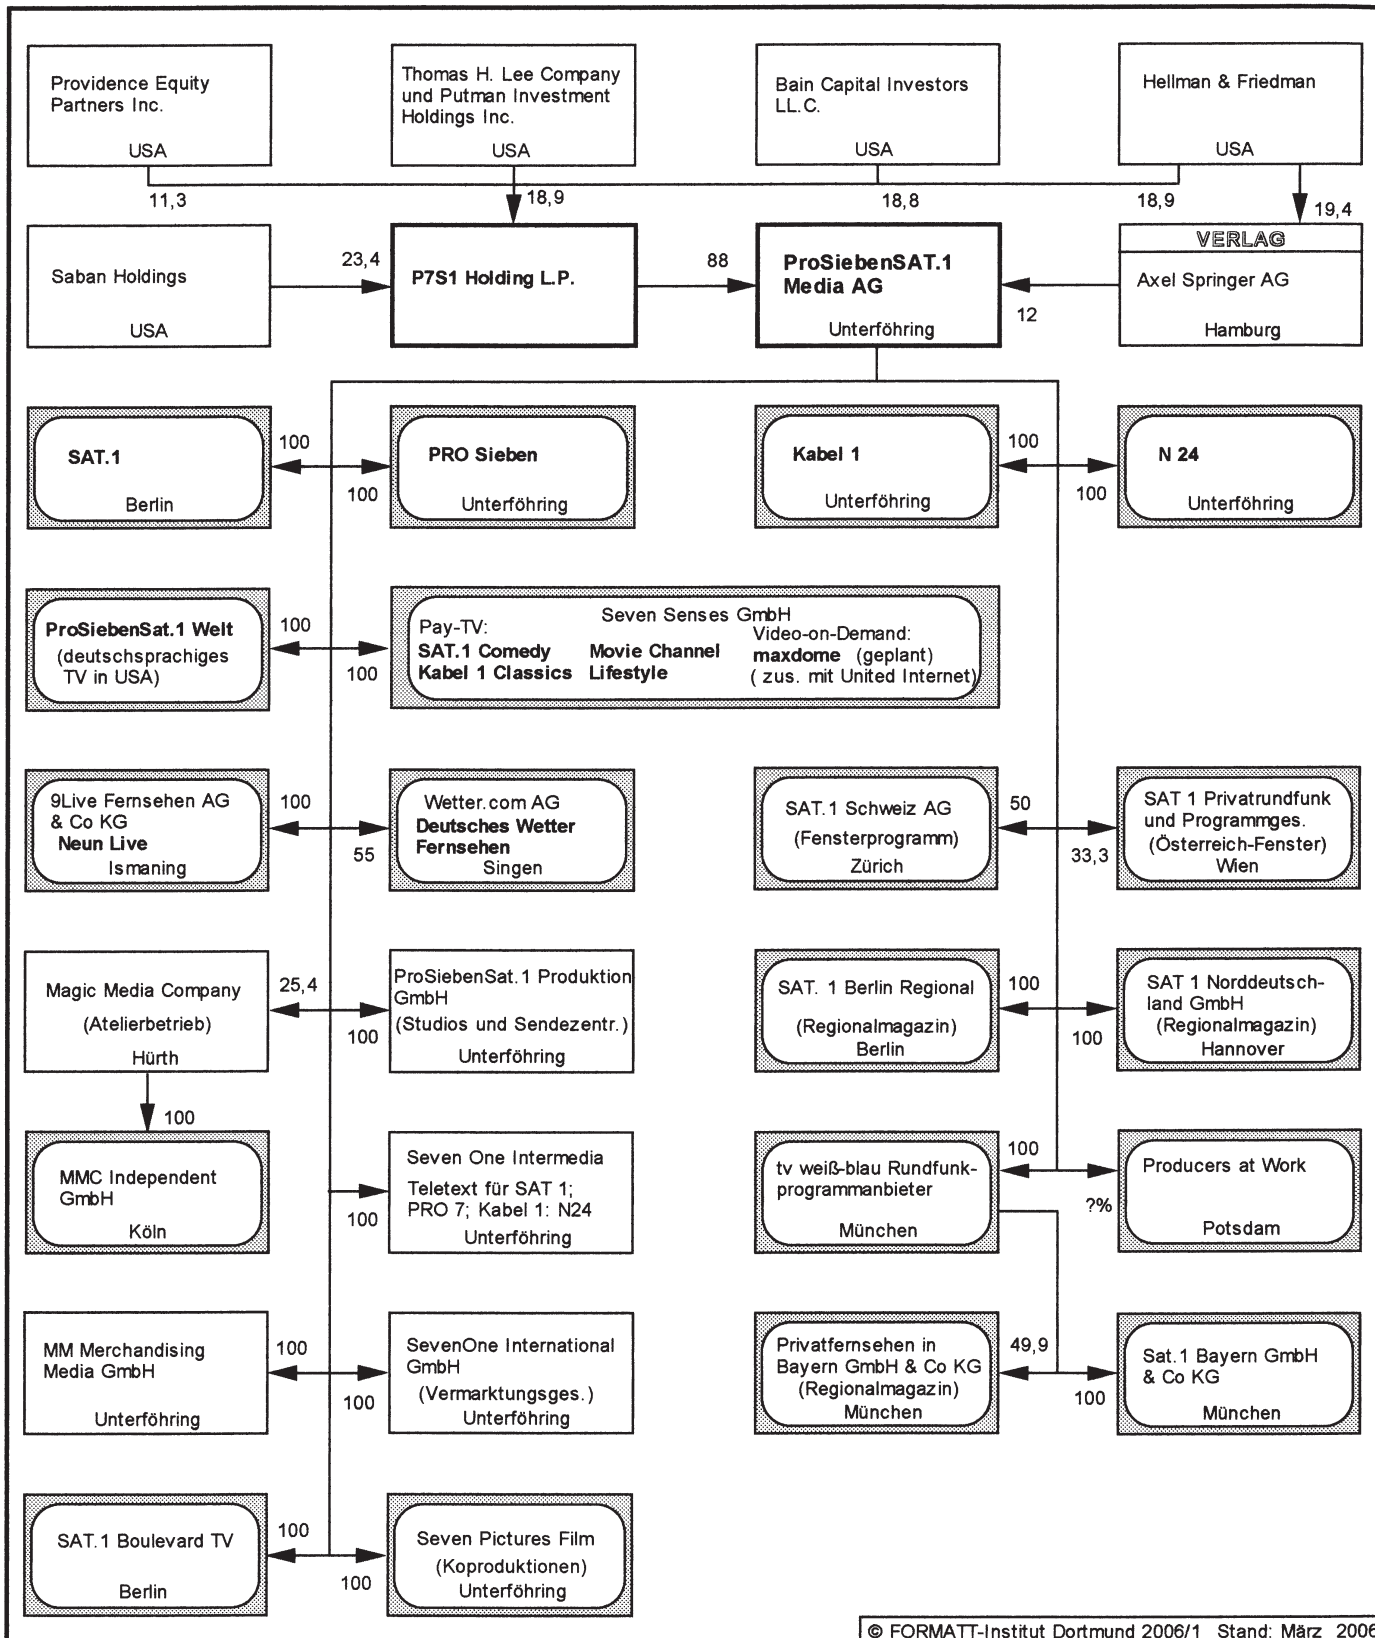 Providence Equity
Partners Inc.
USA
Thomas H. Lee Company
und Putman Investment
Holdings Inc.
USA
Bain Capital Investors
LL.C.
USA
Hellman & Friedman
USA
11,3
18,9
18,8
18,9
19,4
Saban Holdings
USA
23,4
P7S1 Holding L.P.
88
ProSiebenSAT.1
Media AG
Unterföhring
12
VERLAG
Axel Springer AG
Hamburg
SAT.1
Berlin
100
100
PRO Sieben
Unterföhring
Kabel 1
Unterföhring
100
100
N 24
Unterföhring
ProSiebenSat.1 Welt
(deutschsprachiges
TV in USA)
100
100
Seven Senses GmbH
Pay-TV:
SAT.1 Comedy
Kabel 1 Classics
Movie Channel
Lifestyle
Video-on-Demand:
maxdome (geplant)
( zus. mit United Internet)
9Live Fernsehen AG
& Co KG
Neun Live
Ismaning
100
55
Wetter.com AG
Deutsches Wetter
Fernsehen
Singen
SAT.1 Schweiz AG
(Fensterprogramm)
Zürich
50
33,3
SAT 1 Privatrundfunk
und Programmges.
(Österreich-Fenster)
Wien
Magic Media Company
(Atelierbetrieb)
Hürth
25,4
100
ProSiebenSat.1 Produktion
GmbH
(Studios und Sendezentr.)
Unterföhring
SAT. 1 Berlin Regional
(Regionalmagazin)
Berlin
100
100
SAT 1 Norddeutsch-
land GmbH
(Regionalmagazin)
Hannover
100
MMC Independent
GmbH
Köln
100
Seven One Intermedia
Teletext für SAT 1;
PRO 7; Kabel 1: N24
Unterföhring
tv weiß-blau Rundfunk-
programmanbieter
München
100
?%
Producers at Work
Potsdam
MM Merchandising
Media GmbH
Unterföhring
100
100
SevenOne International
GmbH
(Vermarktungsges.)
Unterföhring
Privatfernsehen in
Bayern GmbH & Co KG
(Regionalmagazin)
München
49,9
100
Sat.1 Bayern GmbH
& Co KG
München
SAT.1 Boulevard TV
Berlin
100
100
Seven Pictures Film
(Koproduktionen)
Unterföhring
© FORMATT-Institut Dortmund 2006/1 Stand: März 2006